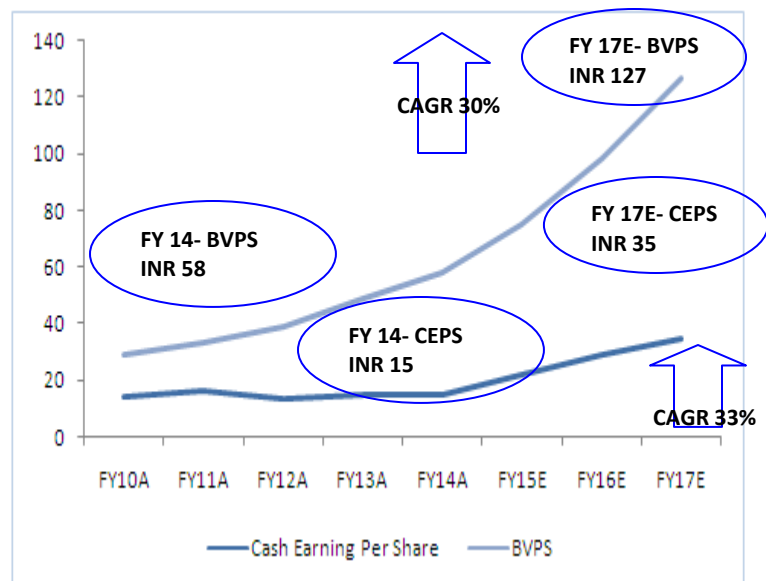 140
120
100
80
60
40
20
0
FY 17E- BVPS
INR 127
CAGR 30%
FY 14- BVPS
INR 58
FY 17E- CEPS
INR 35
FY 14- CEPS
INR 15
CAGR 33%
FY10A FY11A FY12A FY13A FY14A FY15E FY16E FY17E
Cash Earning Per Share BVPS